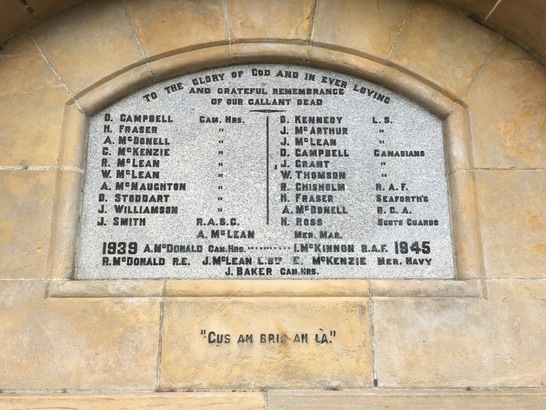 TO THE GLORY OF GOD AND IN EVER LOVING
AND GRATEFUL REMEMBRANCE
OF OUR GALLANT DEAD
D. CAMPBELL CAM. HRS.
H. FRASER "
A. McDONELL "
C. McKENZIE "
R. McLEAN "
W. McLEAN "
A. McNAUGHTON "
D. STODDART "
J. WILLIAMSON "
J. SMITH R.A.S.C.
D. KENNEDY L.S.
J. McARTHUR "
J. McLEAN "
D. CAMPBELL CANADIANS
J. GRANT "
W. THOMSON "
R. CHISHOLM R.A.F.
H. FRASER SEAFORTH'S
A. McDONELL R.G.A.
H. ROSS SCOTS GUARDS
A. McLEAN MER. MAR.
1939 A. McDONALD CAM. HRS. I. McKINNON R.A.F. 1945
R. McDONALD R.E. J. McLEAN E. McKENZIE MER. NAVY
J. BAKER CAM. HRS.
"GUS AM BRIS AN LÀ."